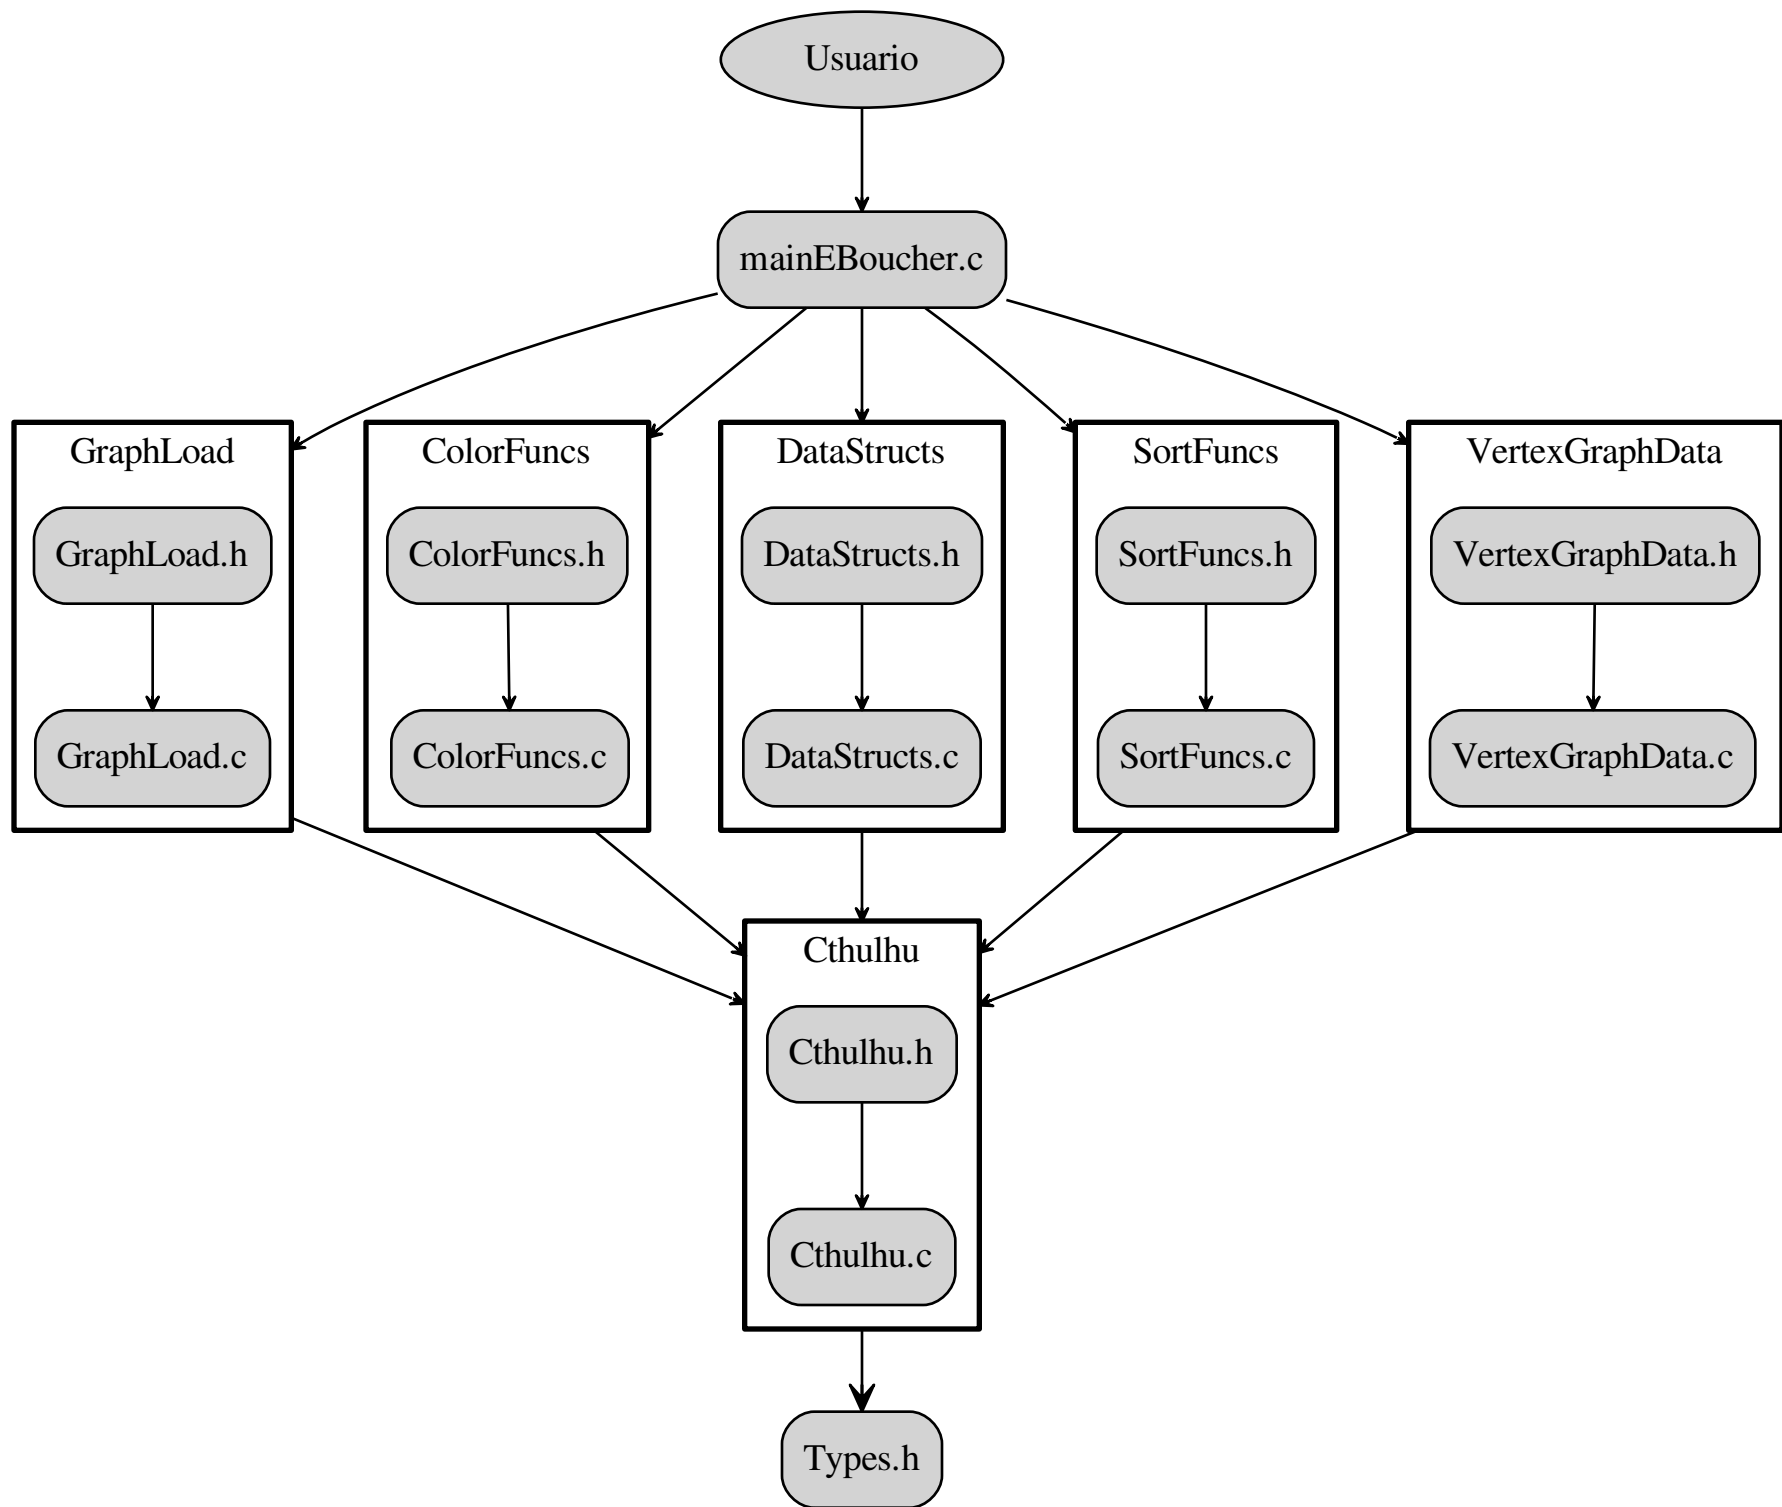 Usuario
mainEBoucher.c
GraphLoad
ColorFuncs
DataStructs
SortFuncs
VertexGraphData
GraphLoad.h
ColorFuncs.h
DataStructs.h
SortFuncs.h
VertexGraphData.h
GraphLoad.c
ColorFuncs.c
DataStructs.c
SortFuncs.c
VertexGraphData.c
Cthulhu
Cthulhu.h
Cthulhu.c
Types.h